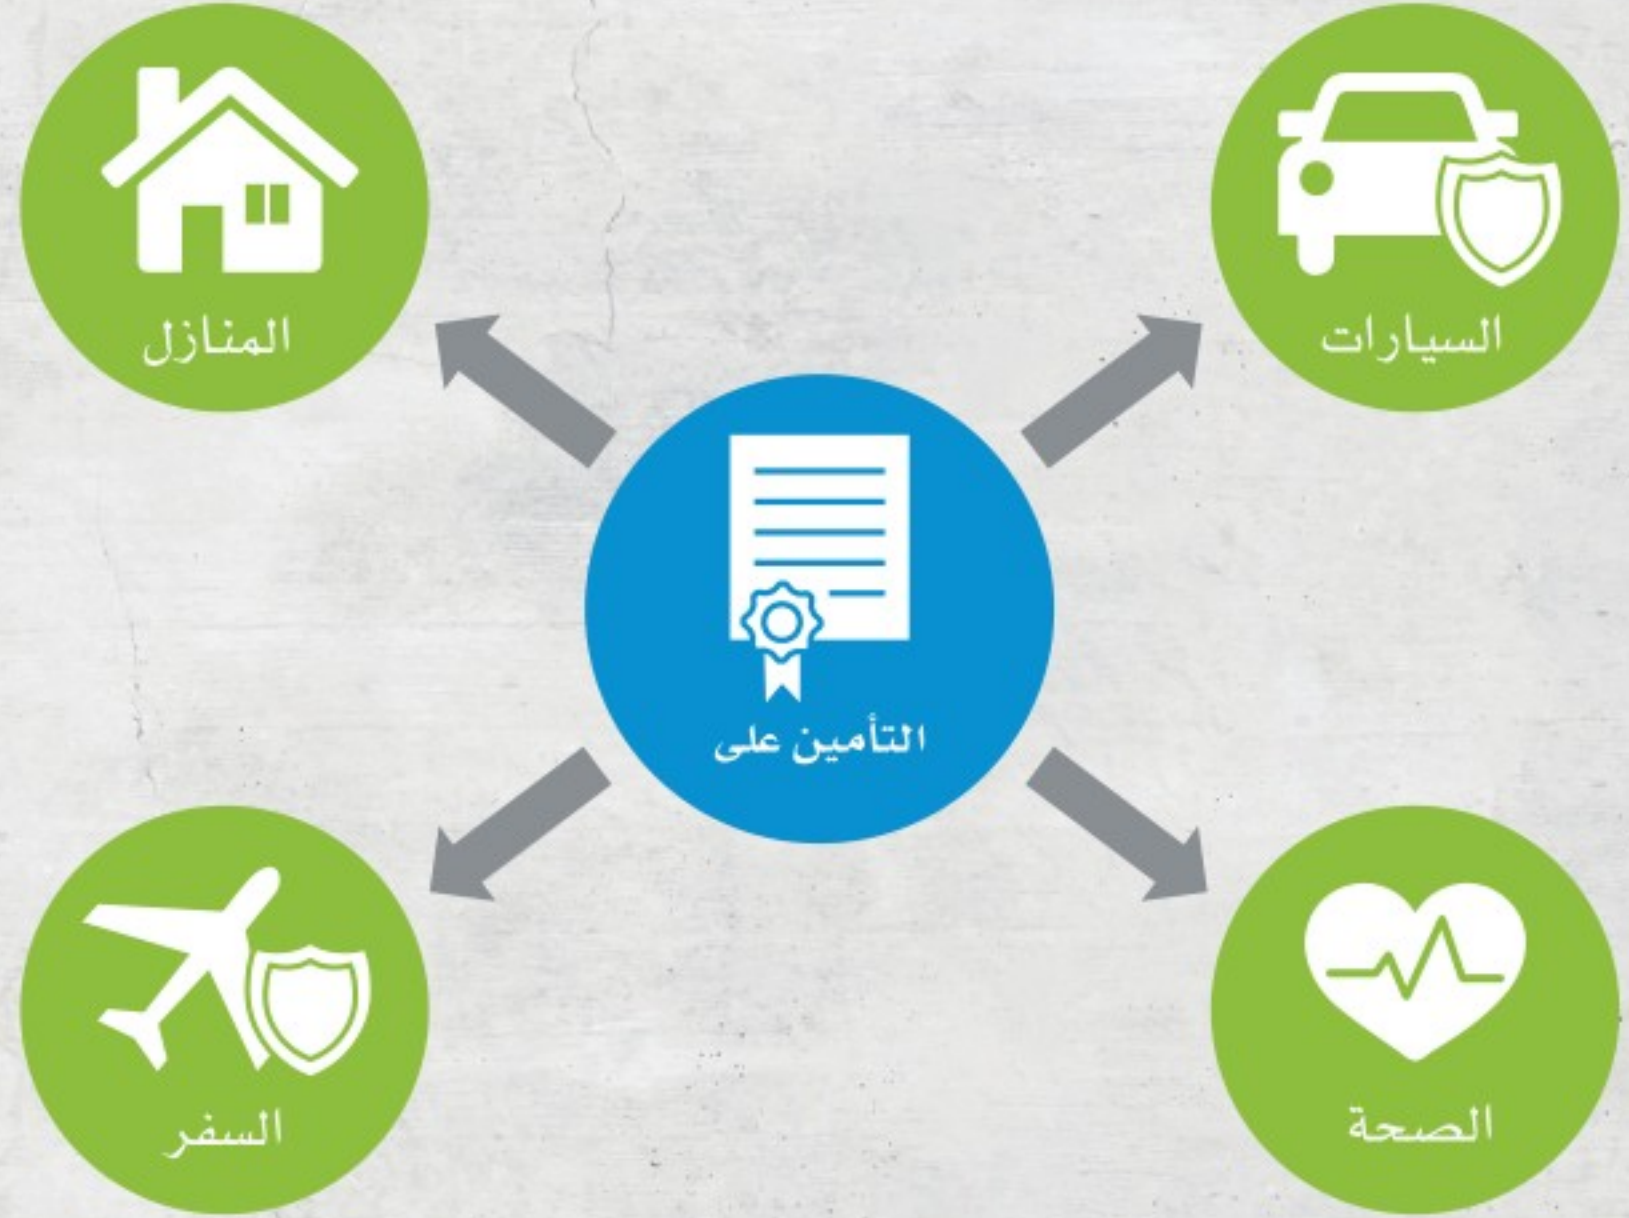 السيارات
المنازل
التأمين على
الصحة
السفر